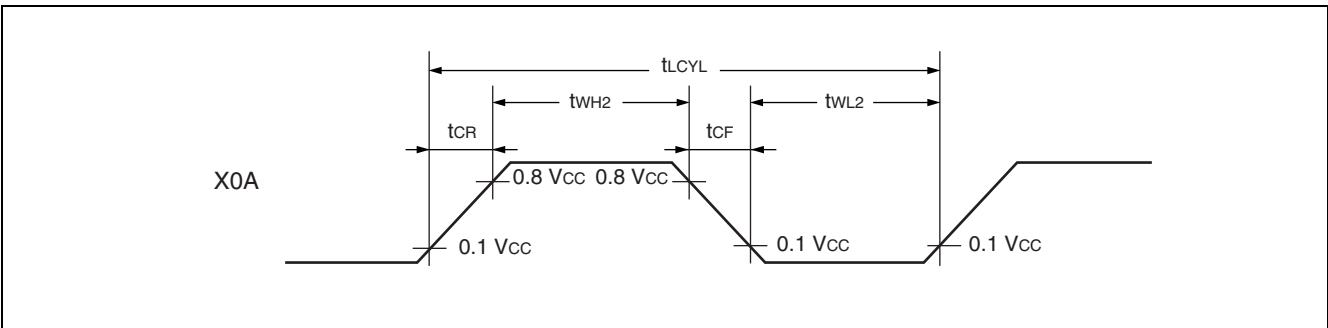 tLCYL
tWH2 tWL2
tCR tCF
X0A
0.8 VCC 0.8 VCC
0.1 VCC 0.1 VCC 0.1 VCC